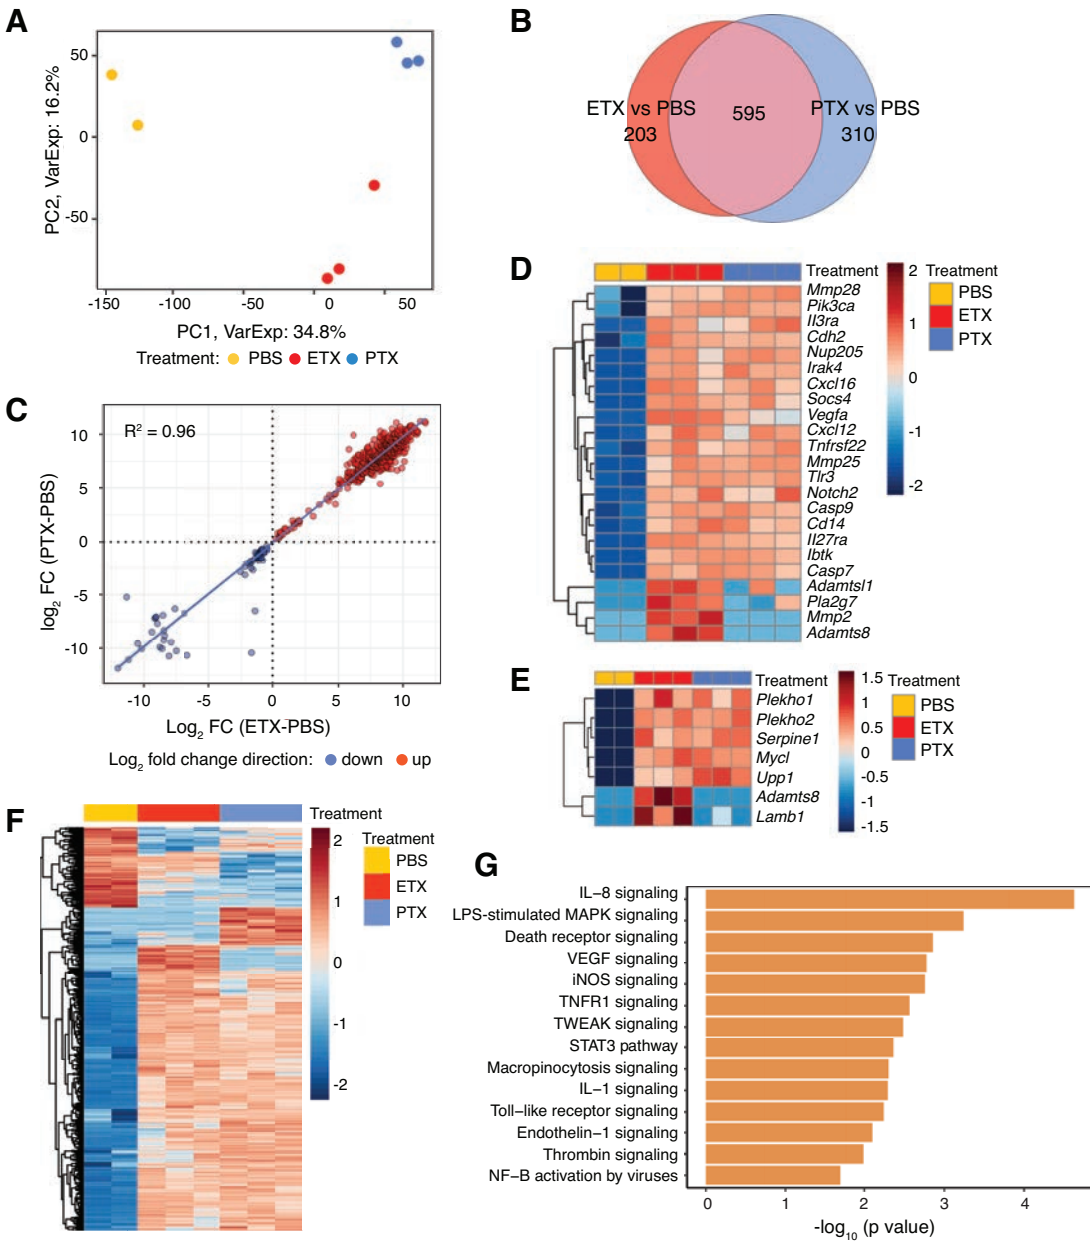 A
PC2, VarExp: 16.2%
50
0
-50
-150
-100
-50
0
50
PC1, VarExp: 34.8%
Treatment: PBS ETX PTX
B
ETX vs PBS
203
595
PTX vs PBS
310
C
R² = 0.96
log₂ FC (PTX-PBS)
10
5
0
-5
-10
-10
-5
0
5
10
Log₂ FC (ETX-PBS)
Log₂ fold change direction: down up
D
Treatment
Mmp28
Pik3ca
Il3ra
Cdh2
Nup205
Irak4
Cxcl16
Socs4
Vegfa
Cxcl12
Tnfrsf22
Mmp25
Tlr3
Notch2
Casp9
Cd14
Il27ra
Ibtk
Casp7
Adamtsl1
Pla2g7
Mmp2
Adamts8
2
1
0
-1
-2
Treatment
PBS
ETX
PTX
E
Treatment
Plekho1
Plekho2
Serpine1
Mycl
Upp1
Adamts8
Lamb1
1.5
1
0.5
0
-0.5
-1
-1.5
Treatment
PBS
ETX
PTX
F
Treatment
2
1
0
-1
-2
Treatment
PBS
ETX
PTX
G
IL−8 signaling
LPS-stimulated MAPK signaling
Death receptor signaling
VEGF signaling
iNOS signaling
TNFR1 signaling
TWEAK signaling
STAT3 pathway
Macropinocytosis signaling
IL−1 signaling
Toll−like receptor signaling
Endothelin−1 signaling
Thrombin signaling
NF−B activation by viruses
0
1
2
3
4
-log₁₀ (p value)